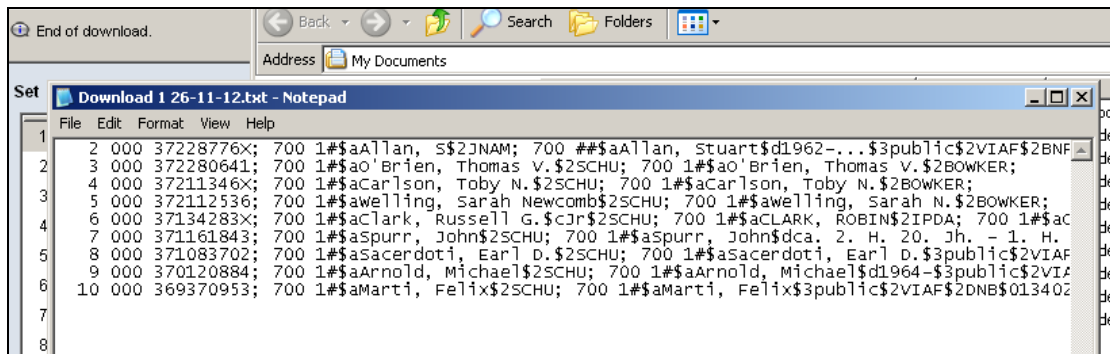 End of download.
Back Search Folders
Address My Documents
Set
Download 1 26-11-12.txt - Notepad
File Edit Format View Help
2 000 37228776X; 700 1#$aAllan, S$2JNAM; 700 ##$aAllan, Stuart$d1962-...$3public$2VIAF$2BNF
3 000 372280641; 700 1#$aO'Brien, Thomas V.$2SCHU; 700 1#$aO'Brien, Thomas V.$2BOWKER;
4 000 37211346X; 700 1#$aCarlson, Toby N.$2SCHU; 700 1#$aCarlson, Toby N.$2BOWKER;
5 000 372112536; 700 1#$aWelling, Sarah Newcomb$2SCHU; 700 1#$aWelling, Sarah N.$2BOWKER;
6 000 37134283X; 700 1#$aClark, Russell G.$cJr$2SCHU; 700 1#$aCLARK, ROBIN$2IPDA; 700 1#$aC
7 000 371161843; 700 1#$aSpurr, John$2SCHU; 700 1#$aSpurr, John$dca. 2. H. 20. Jh. - 1. H.
8 000 371083702; 700 1#$aSacerdoti, Earl D.$2SCHU; 700 1#$aSacerdoti, Earl D.$3public$2VIA
9 000 370120884; 700 1#$aArnold, Michael$2SCHU; 700 1#$aArnold, Michael$d1964-$3public$2VIA
10 000 369370953; 700 1#$aMarti, Felix$2SCHU; 700 1#$aMarti, Felix$3public$2VIAF$2DNB$013402
1
2
3
4
5
6
7
8